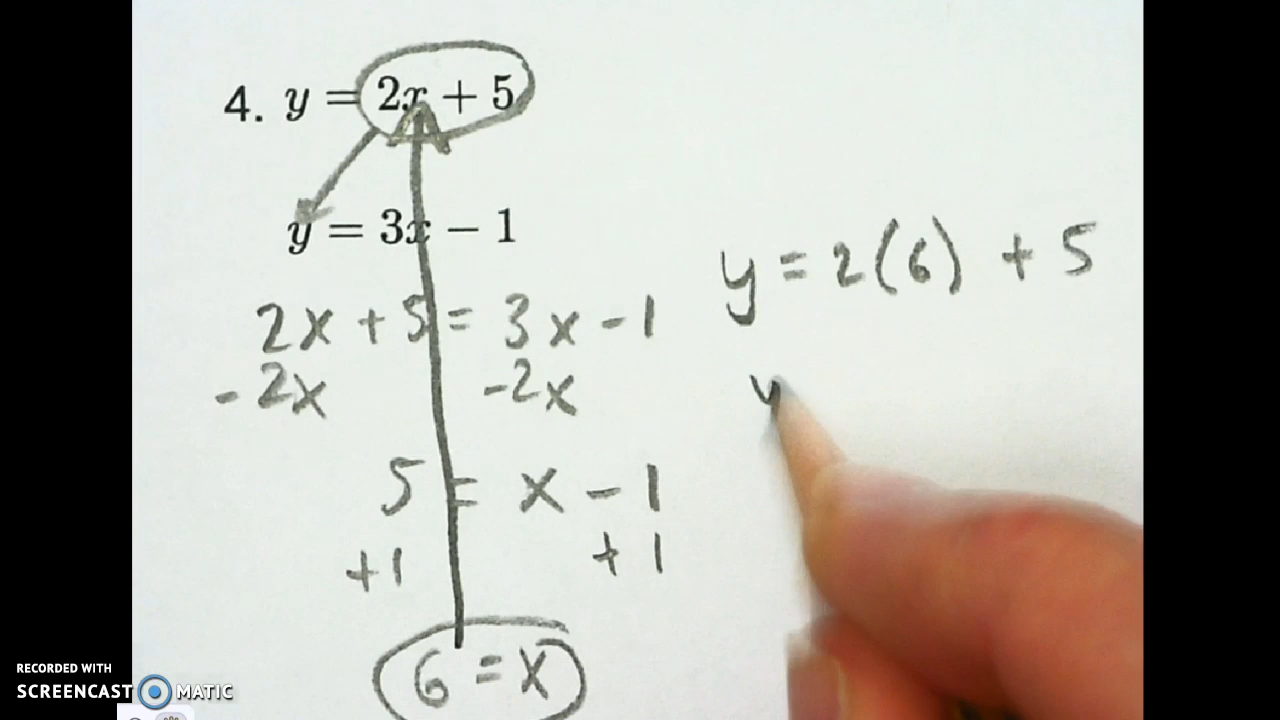 4. y = 2x + 5
y = 3x − 1
2x + 5 = 3x - 1
- 2x - 2x
5 = x - 1
+ 1 + 1
6 = x
y = 2(6) + 5
y
RECORDED WITH
SCREENCAST MATIC